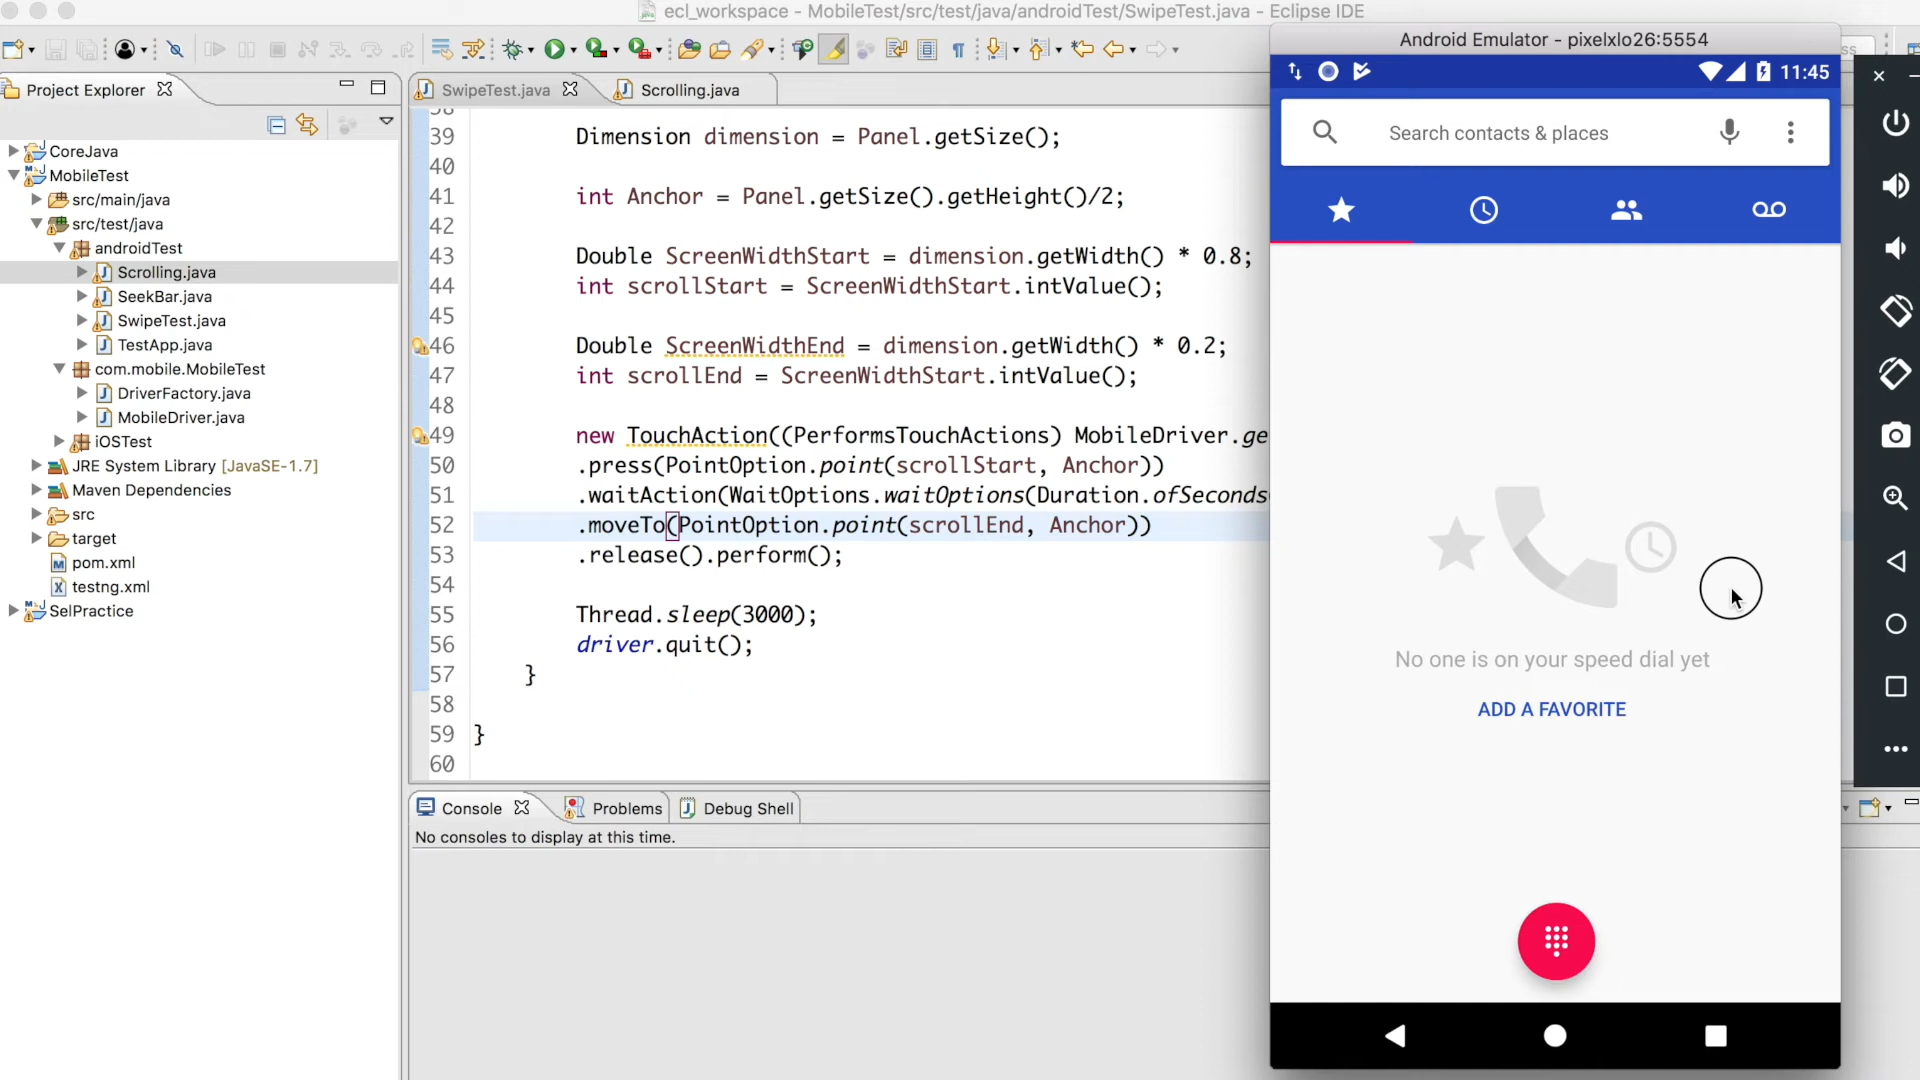 ecl_workspace - MobileTest/src/test/java/androidTest/SwipeTest.java - Eclipse IDE
Project Explorer
CoreJava
MobileTest
src/main/java
src/test/java
androidTest
Scrolling.java
SeekBar.java
SwipeTest.java
TestApp.java
com.mobile.MobileTest
DriverFactory.java
MobileDriver.java
iOSTest
JRE System Library [JavaSE-1.7]
Maven Dependencies
src
target
pom.xml
testng.xml
SelPractice
SwipeTest.java
Scrolling.java
39 Dimension dimension = Panel.getSize();
40
41 int Anchor = Panel.getSize().getHeight()/2;
42
43 Double ScreenWidthStart = dimension.getWidth() * 0.8;
44 int scrollStart = ScreenWidthStart.intValue();
45
46 Double ScreenWidthEnd = dimension.getWidth() * 0.2;
47 int scrollEnd = ScreenWidthStart.intValue();
48
49 new TouchAction((PerformsTouchActions) MobileDriver.ge
50 .press(PointOption.point(scrollStart, Anchor))
51 .waitAction(WaitOptions.waitOptions(Duration.ofSeconds
52 .moveTo(PointOption.point(scrollEnd, Anchor))
53 .release().perform();
54
55 Thread.sleep(3000);
56 driver.quit();
57 }
58
59 }
60
Console
Problems
Debug Shell
No consoles to display at this time.
Android Emulator - pixelxlo26:5554
11:45
Search contacts & places
No one is on your speed dial yet
ADD A FAVORITE